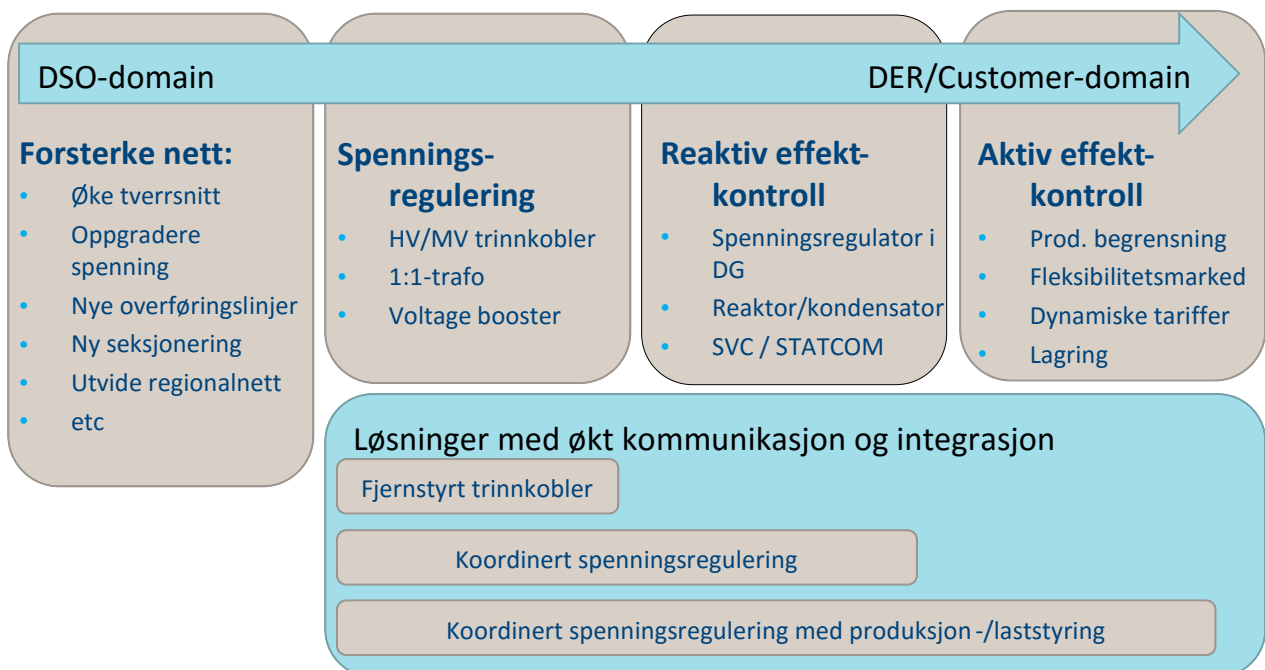 DSO-domain
DER/Customer-domain
Forsterke nett:
• Øke tverrsnitt
• Oppgradere
spenning
• Nye overføringslinjer
• Ny seksjonering
• Utvide regionalnett
• etc
Spennings-
regulering
• HV/MV trinnkobler
• 1:1-trafo
• Voltage booster
Reaktiv effekt-
kontroll
• Spenningsregulator i
DG
• Reaktor/kondensator
• SVC / STATCOM
Aktiv effekt-
kontroll
• Prod. begrensning
• Fleksibilitetsmarked
• Dynamiske tariffer
• Lagring
Løsninger med økt kommunikasjon og integrasjon
Fjernstyrt trinnkobler
Koordinert spenningsregulering
Koordinert spenningsregulering med produksjon -/laststyring